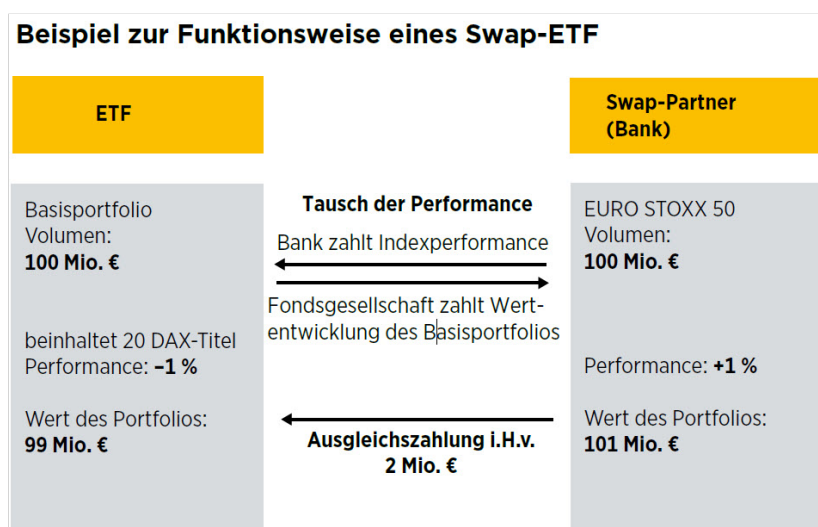 Beispiel zur Funktionsweise eines Swap-ETF
ETF
Swap-Partner
(Bank)
Basisportfolio
Volumen:
100 Mio. €
beinhaltet 20 DAX-Titel
Performance: –1 %
Wert des Portfolios:
99 Mio. €
Tausch der Performance
Bank zahlt Indexperformance
Fondsgesellschaft zahlt Wert-
entwicklung des Basisportfolios
Ausgleichszahlung i.H.v.
2 Mio. €
EURO STOXX 50
Volumen:
100 Mio. €
Performance: +1 %
Wert des Portfolios:
101 Mio. €